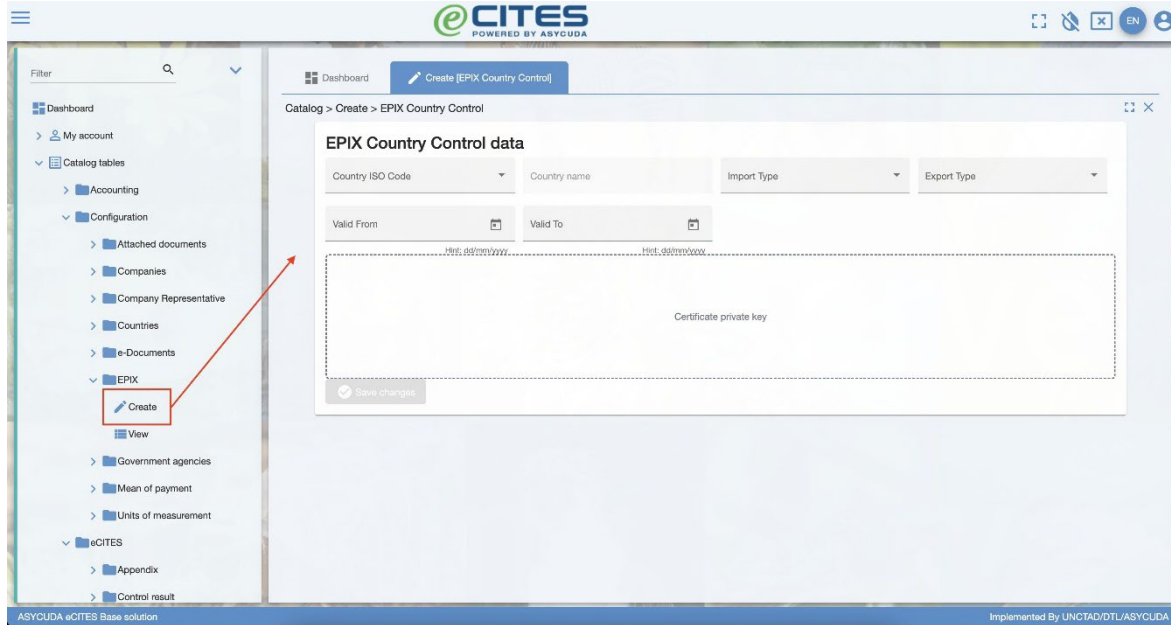 eCITES
POWERED BY ASYCUDA
EN
Filter
Dashboard
My account
Catalog tables
Accounting
Configuration
Attached documents
Companies
Company Representative
Countries
e-Documents
EPIX
Create
View
Government agencies
Mean of payment
Units of measurement
eCITES
Appendix
Control result
Dashboard
Create [EPIX Country Control]
Catalog > Create > EPIX Country Control
EPIX Country Control data
Country ISO Code
Country name
Import Type
Export Type
Valid From
Valid To
Hint: dd/mm/yyyy
Hint: dd/mm/yyyy
Certificate private key
Save changes
ASYCUDA eCITES Base solution
Implemented By UNCTAD/DTL/ASYCUDA